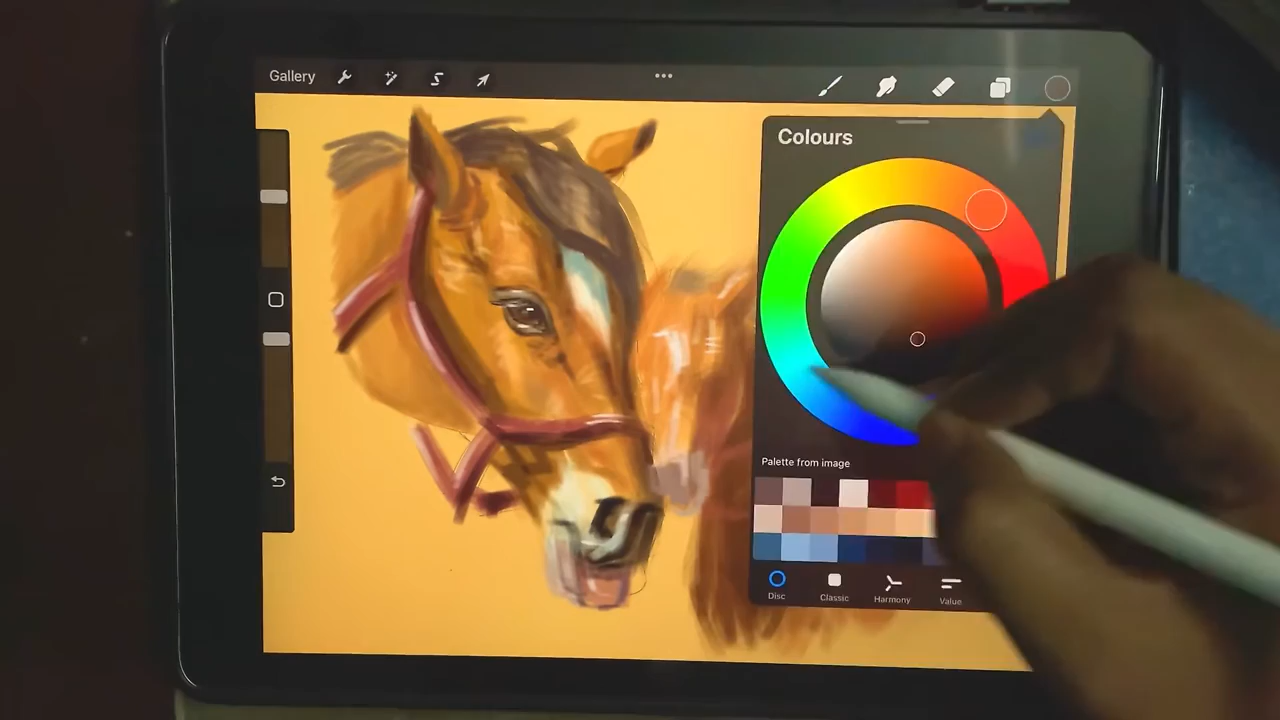 Gallery
Colours
Palette from image
Disc
Classic
Harmony
Value